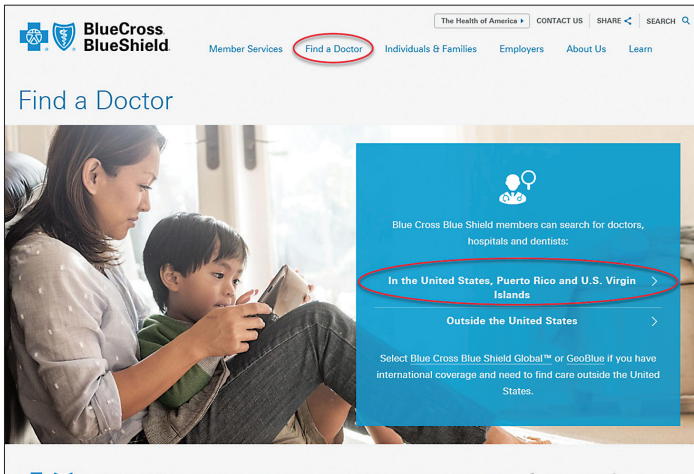 The Health of America
CONTACT US
SHARE
SEARCH
BlueCross
BlueShield
Member Services
Find a Doctor
Individuals & Families
Employers
About Us
Learn
Find a Doctor
Blue Cross Blue Shield members can search for doctors,
hospitals and dentists:
In the United States, Puerto Rico and U.S. Virgin
Islands
Outside the United States
Select Blue Cross Blue Shield Global™ or GeoBlue if you have
international coverage and need to find care outside the United
States.